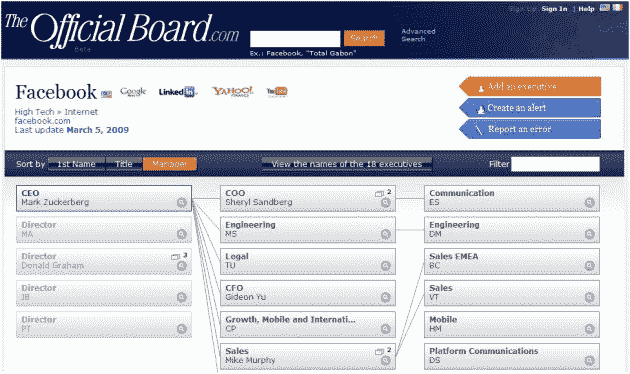 The Official Board.com
Beta
Search
Ex.: Facebook, "Total Gabon"
Advanced
Search
Sign Up Sign In | Help
Facebook
Google
LinkedIn
YAHOO!
FINANCE
You Tube
High Tech » Internet
facebook.com
Last update March 5, 2009
Add an executive
Create an alert
Report an error
Sort by 1st Name Title Manager View the names of the 18 executives Filter
CEO
Mark Zuckerberg
COO 2
Sheryl Sandberg
Communication
ES
Director
MA
Engineering
MS
Engineering
DM
Director 3
Donald Graham
Legal
TU
Sales EMEA
BC
Director
JB
CFO
Gideon Yu
Sales
VT
Director
PT
Growth, Mobile and Internati...
CP
Mobile
HM
Sales 2
Mike Murphy
Platform Communications
DS